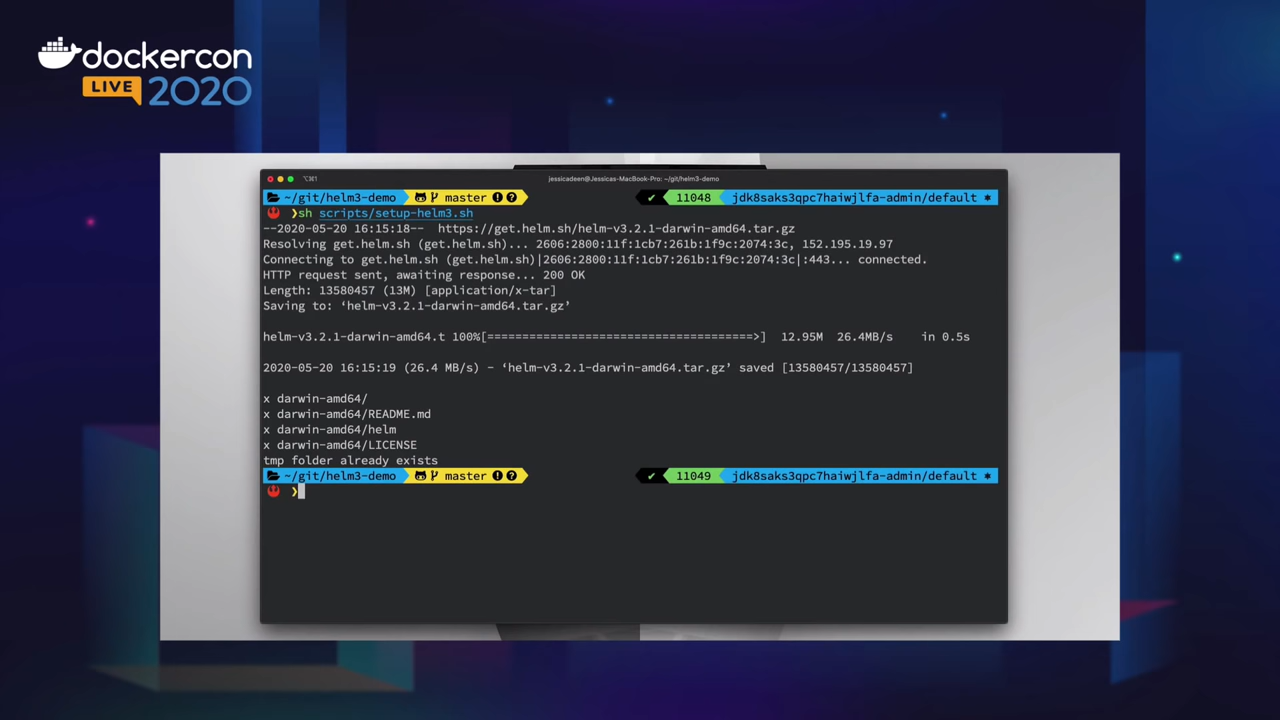 dockercon
LIVE 2020
⌥⌘1 jessicadeen@Jessicas-MacBook-Pro: ~/git/helm3-demo
~/git/helm3-demo master ✔ 11048 jdk8saks3qpc7haiwjlfa-admin/default
❯sh scripts/setup-helm3.sh
--2020-05-20 16:15:18-- https://get.helm.sh/helm-v3.2.1-darwin-amd64.tar.gz
Resolving get.helm.sh (get.helm.sh)... 2606:2800:11f:1cb7:261b:1f9c:2074:3c, 152.195.19.97
Connecting to get.helm.sh (get.helm.sh)|2606:2800:11f:1cb7:261b:1f9c:2074:3c|:443... connected.
HTTP request sent, awaiting response... 200 OK
Length: 13580457 (13M) [application/x-tar]
Saving to: ‘helm-v3.2.1-darwin-amd64.tar.gz’
helm-v3.2.1-darwin-amd64.t 100%[======================================>] 12.95M 26.4MB/s in 0.5s
2020-05-20 16:15:19 (26.4 MB/s) - ‘helm-v3.2.1-darwin-amd64.tar.gz’ saved [13580457/13580457]
x darwin-amd64/
x darwin-amd64/README.md
x darwin-amd64/helm
x darwin-amd64/LICENSE
tmp folder already exists
~/git/helm3-demo master ✔ 11049 jdk8saks3qpc7haiwjlfa-admin/default
❯